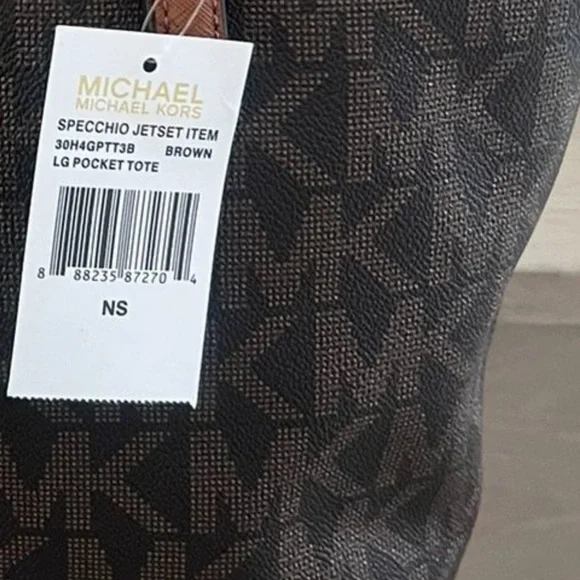 MICHAEL
MICHAEL KORS
SPECCHIO JETSET ITEM
30H4GPTT3B BROWN
LG POCKET TOTE
8 88235 87270 4
NS